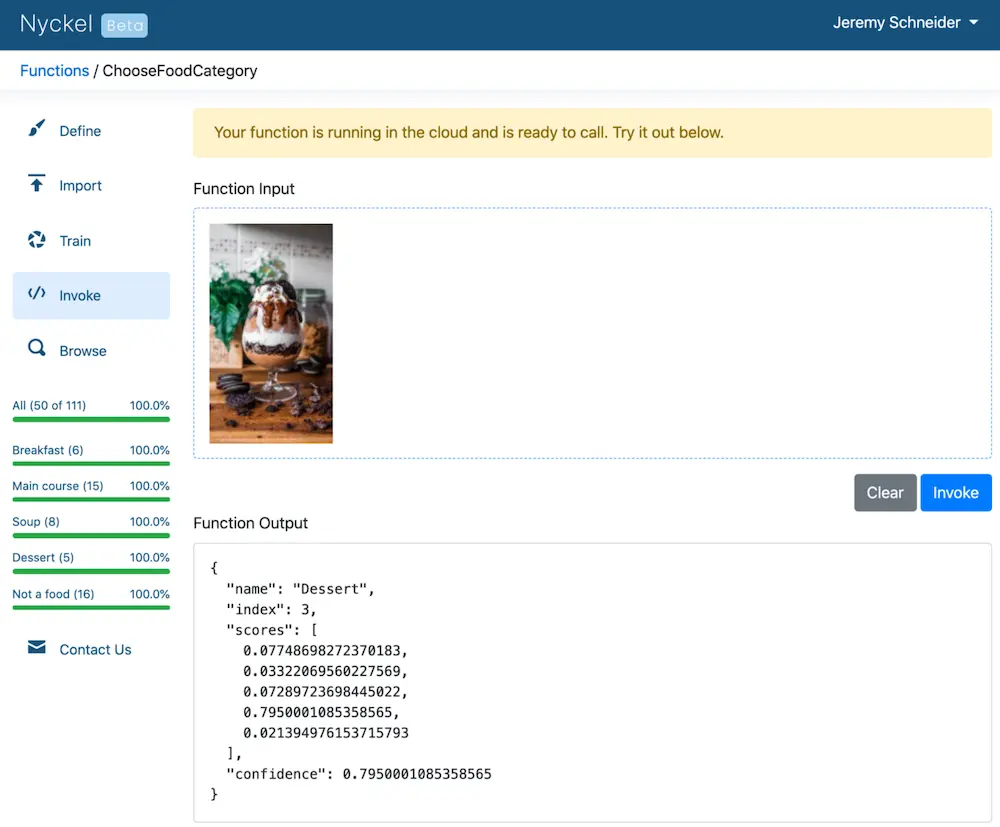 Nyckel Beta
Jeremy Schneider
Functions / ChooseFoodCategory
Define
Import
Train
Invoke
Browse
All (50 of 111) 100.0%
Breakfast (6) 100.0%
Main course (15) 100.0%
Soup (8) 100.0%
Dessert (5) 100.0%
Not a food (16) 100.0%
Contact Us
Your function is running in the cloud and is ready to call. Try it out below.
Function Input
Clear
Invoke
Function Output
{
"name": "Dessert",
"index": 3,
"scores": [
0.07748698272370183,
0.03322069560227569,
0.07289723698445022,
0.7950001085358565,
0.021394976153715793
],
"confidence": 0.7950001085358565
}